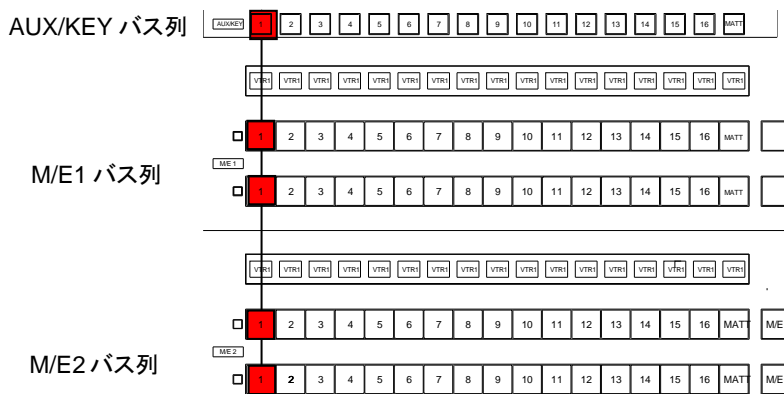 AUX/KEY バス列 AUX/KEY 1 2 3 4 5 6 7 8 9 10 11 12 13 14 15 16 MATT
VTR1 VTR1 VTR1 VTR1 VTR1 VTR1 VTR1 VTR1 VTR1 VTR1 VTR1 VTR1 VTR1 VTR1 VTR1 VTR1 VTR1
1 2 3 4 5 6 7 8 9 10 11 12 13 14 15 16 MATT
M/E1 バス列 M/E 1
1 2 3 4 5 6 7 8 9 10 11 12 13 14 15 16 MATT
VTR1 VTR1 VTR1 VTR1 VTR1 VTR1 VTR1 VTR1 VTR1 VTR1 VTR1 VTR1 VTR1 VTR1 VTR1 VTR1 VTR1
1 2 3 4 5 6 7 8 9 10 11 12 13 14 15 16 MATT M/E
M/E2 バス列 M/E 2
1 2 3 4 5 6 7 8 9 10 11 12 13 14 15 16 MATT M/E